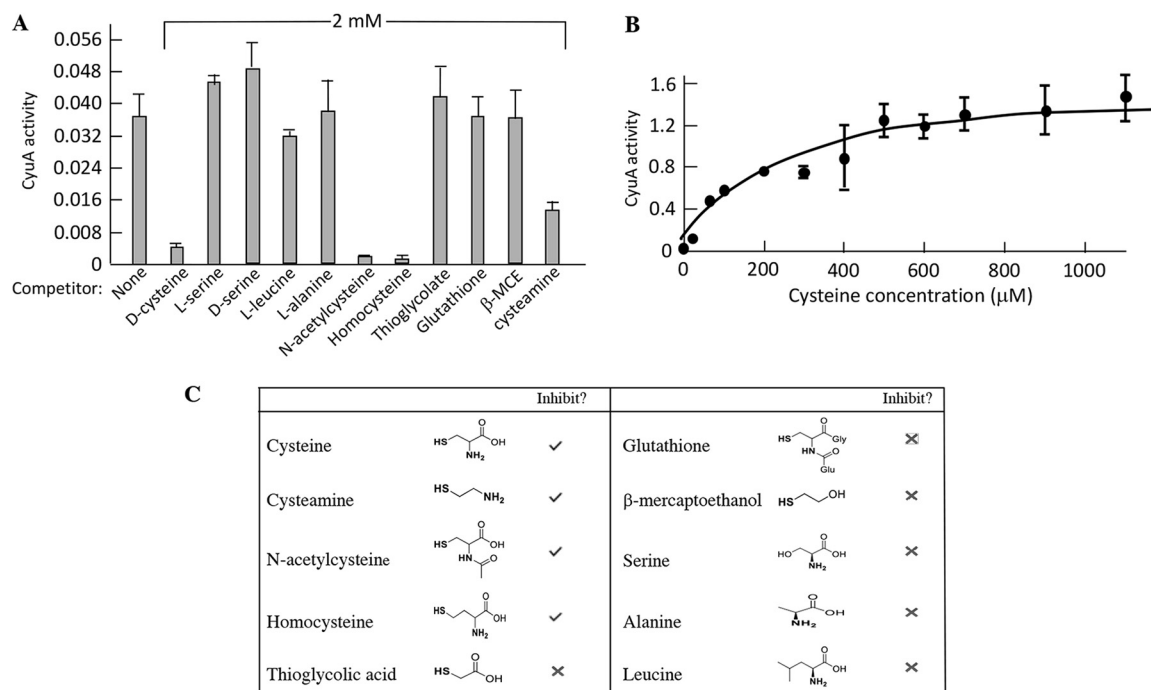 A
2 mM
0.056
0.048
0.040
0.032
0.024
0.016
0.008
0
CyuA activity
Competitor:
None
D-cysteine
L-serine
D-serine
L-leucine
L-alanine
N-acetylcysteine
Homocysteine
Thioglycolate
Glutathione
β-MCE
cysteamine
B
1.6
1.2
0.8
0.4
0
CyuA activity
0 200 400 600 800 1000
Cysteine concentration (μM)
C
Inhibit? Inhibit?
Cysteine HS O OH NH₂ ✓
Glutathione HS O Gly HN O Glu ✕
Cysteamine HS NH₂ ✓
β-mercaptoethanol HS OH ✕
N-acetylcysteine HS O OH HN O ✓
Serine HO O OH NH₂ ✕
Homocysteine HS O OH NH₂ ✓
Alanine O OH NH₂ ✕
Thioglycolic acid HS O OH ✕
Leucine O OH NH₂ ✕